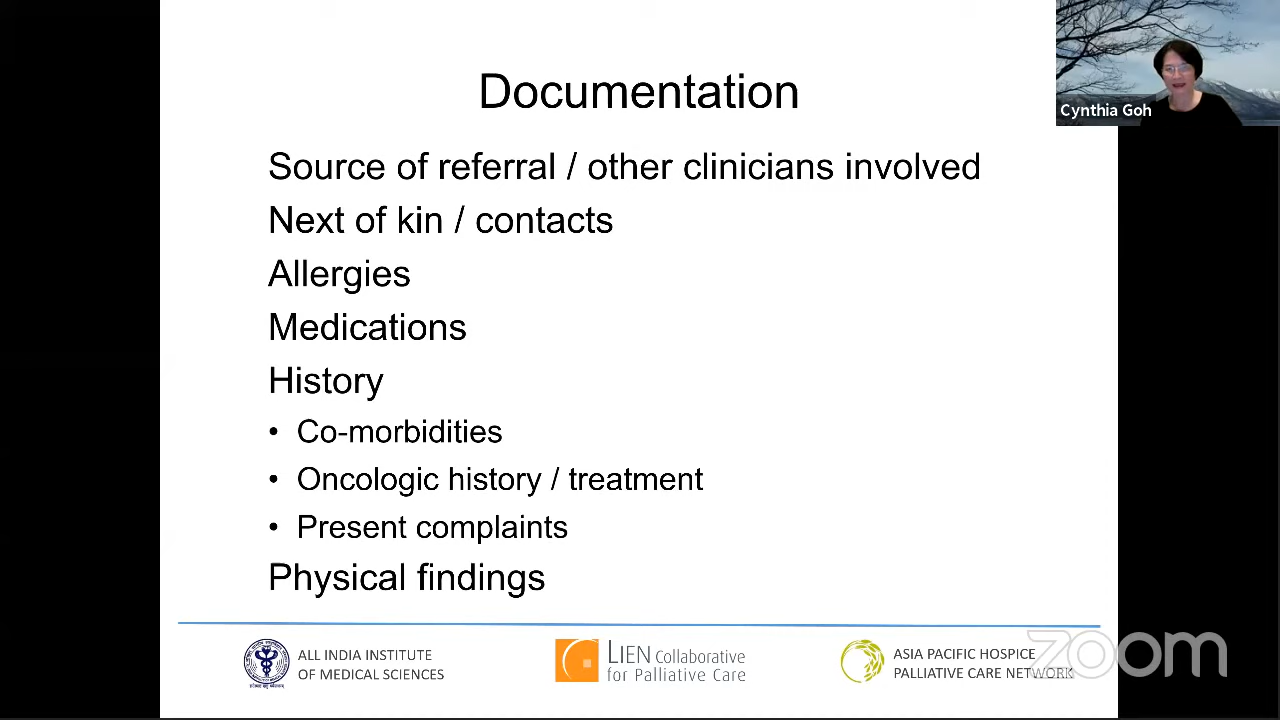 Documentation
Cynthia Goh
Source of referral / other clinicians involved
Next of kin / contacts
Allergies
Medications
History
• Co-morbidities
• Oncologic history / treatment
• Present complaints
Physical findings
ALL INDIA INSTITUTE
OF MEDICAL SCIENCES
LIEN Collaborative
for Palliative Care
ASIA PACIFIC HOSPICE
PALLIATIVE CARE NETWORK
zoom